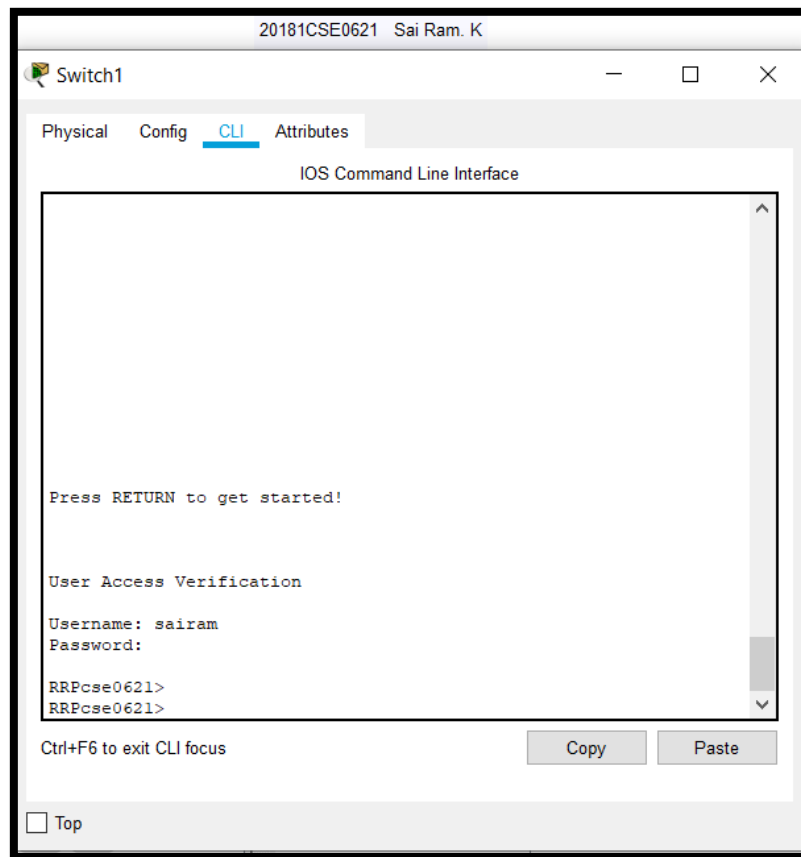 20181CSE0621 Sai Ram. K
Switch1
Physical Config CLI Attributes
IOS Command Line Interface
Press RETURN to get started!
User Access Verification
Username: sairam
Password:
RRPcse0621>
RRPcse0621>
Ctrl+F6 to exit CLI focus
Copy Paste
Top